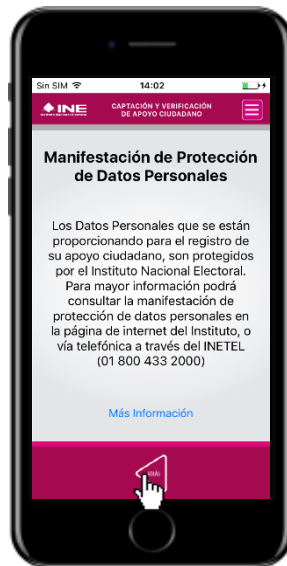 Sin SIM 14:02
INE
CAPTACIÓN Y VERIFICACIÓN
DE APOYO CIUDADANO
Manifestación de Protección
de Datos Personales
Los Datos Personales que se están
proporcionando para el registro de
su apoyo ciudadano, son protegidos
por el Instituto Nacional Electoral.
Para mayor información podrá
consultar la manifestación de
protección de datos personales en
la página de internet del Instituto, o
vía telefónica a través del INETEL
(01 800 433 2000)
Más Información